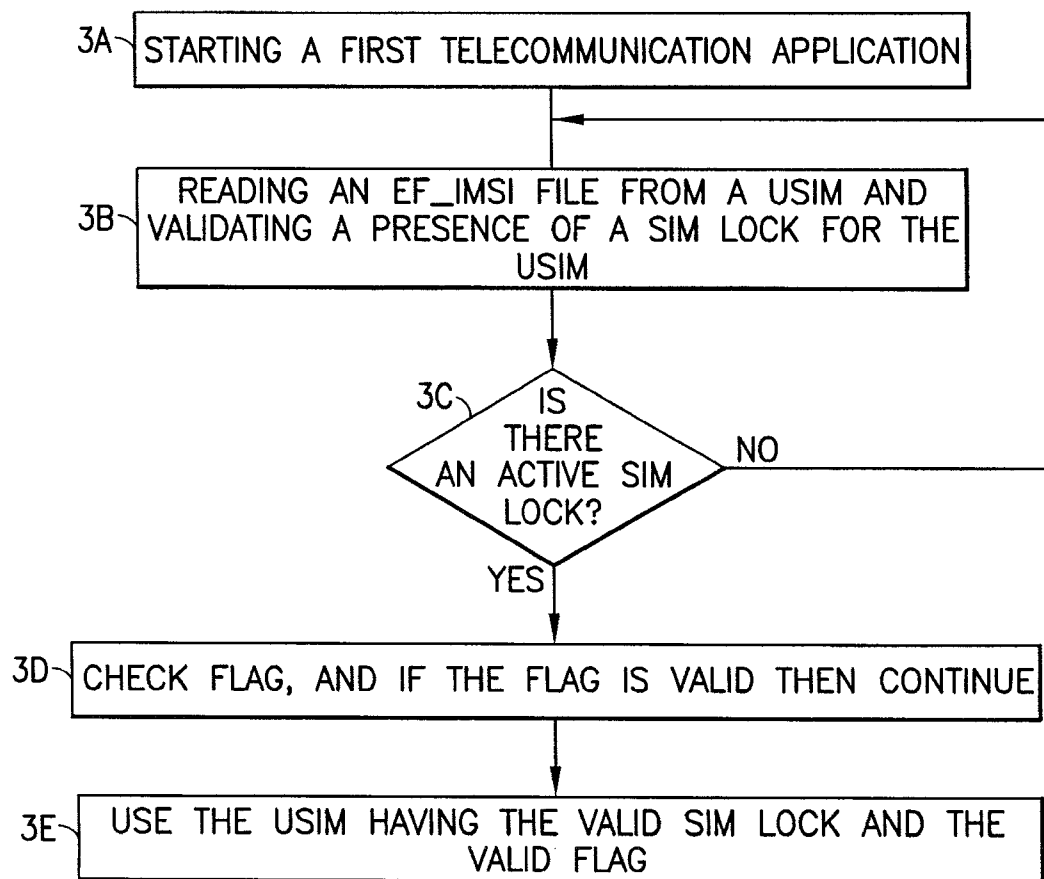 3A
STARTING A FIRST TELECOMMUNICATION APPLICATION
3B
READING AN EF_IMSI FILE FROM A USIM AND
VALIDATING A PRESENCE OF A SIM LOCK FOR THE
USIM
3C
IS
THERE
AN ACTIVE SIM
LOCK?
NO
YES
3D
CHECK FLAG, AND IF THE FLAG IS VALID THEN CONTINUE
3E
USE THE USIM HAVING THE VALID SIM LOCK AND THE
VALID FLAG